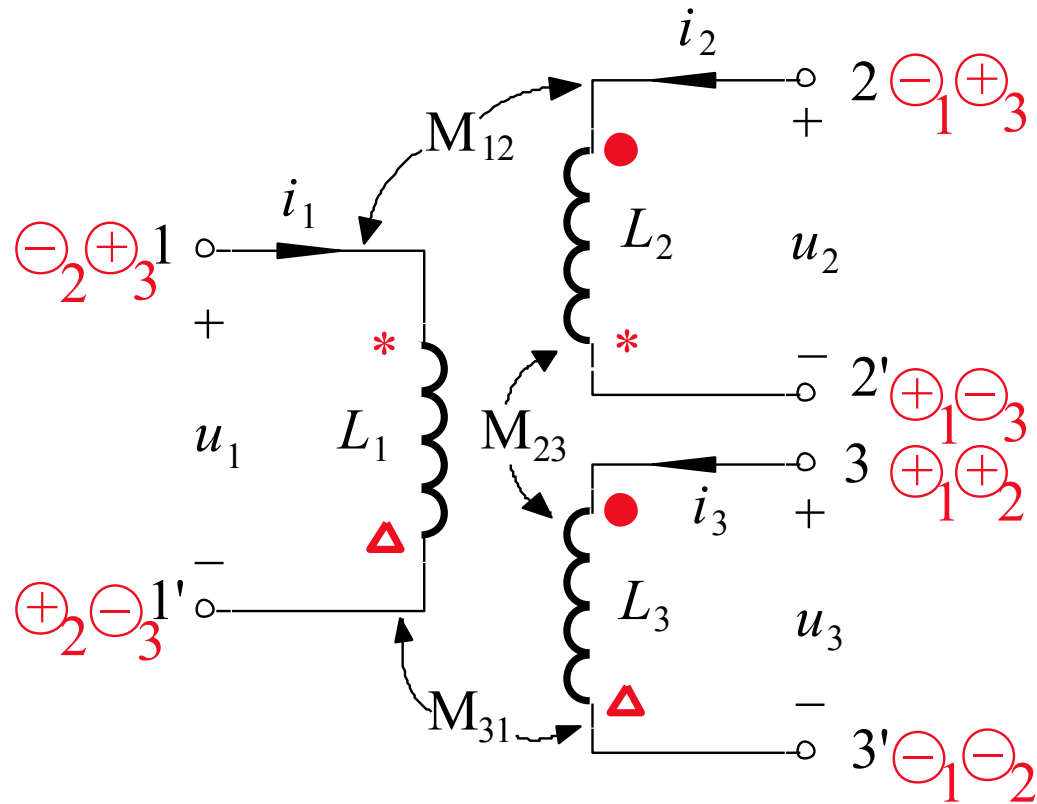 i₂
2 ⊖₁ ⊕₃
+
M₁₂
i₁
L₂
u₂
⊖₂ ⊕₃ 1
+
*
*
−
2' ⊕₁ ⊖₃
u₁
L₁
M₂₃
3 ⊕₁ ⊕₂
i₃
+
−
⊕₂ ⊖₃ 1'
L₃
u₃
M₃₁
−
3' ⊖₁ ⊖₂